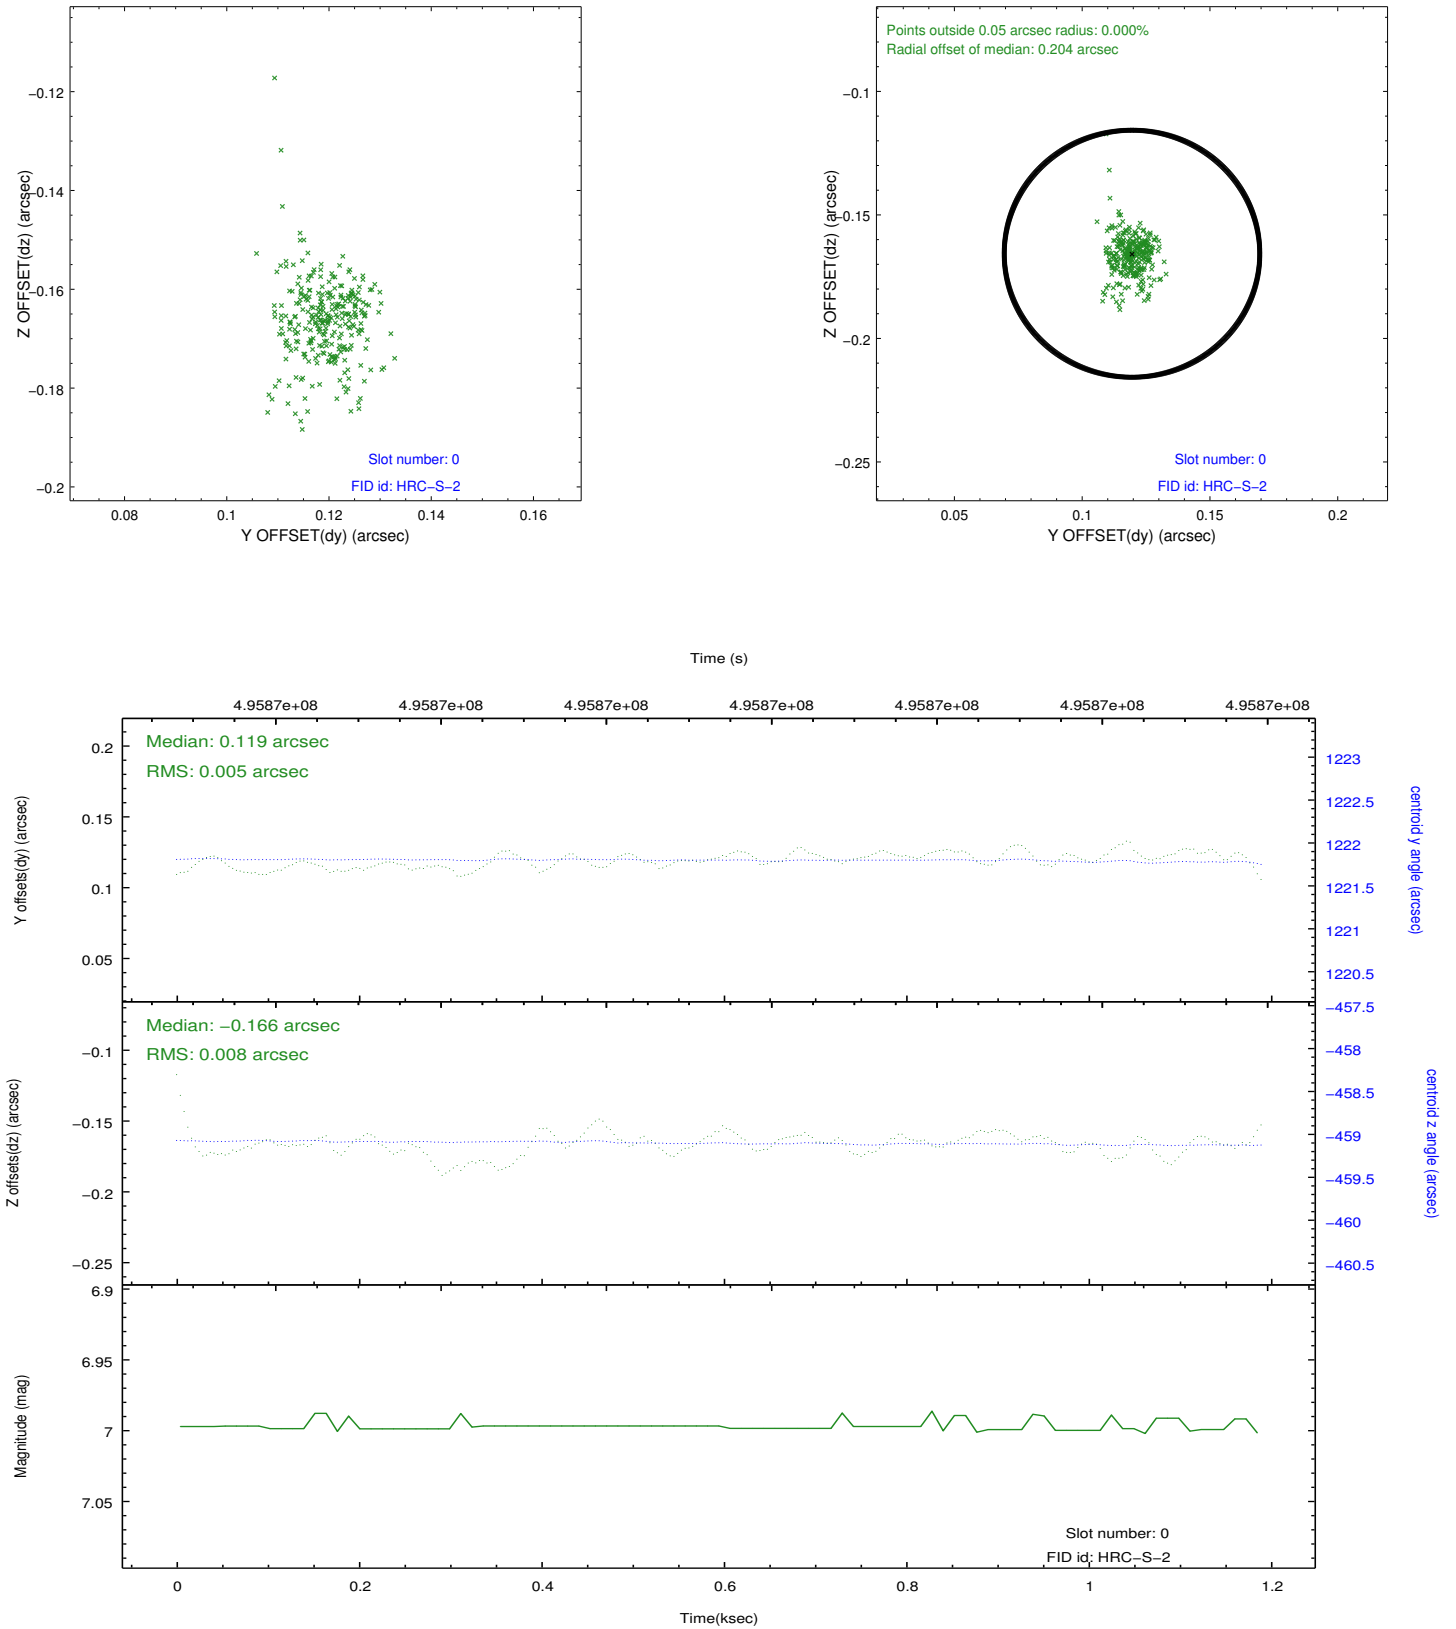 −0.12
−0.14
−0.16
−0.18
−0.2
Z OFFSET(dz) (arcsec)
Slot number: 0
FID id: HRC−S−2
0.08
0.1
0.12
0.14
0.16
Y OFFSET(dy) (arcsec)
Points outside 0.05 arcsec radius: 0.000%
Radial offset of median: 0.204 arcsec
−0.1
−0.15
−0.2
−0.25
Z OFFSET(dz) (arcsec)
Slot number: 0
FID id: HRC−S−2
0.05
0.1
0.15
0.2
Y OFFSET(dy) (arcsec)
Time (s)
4.9587e+08
4.9587e+08
4.9587e+08
4.9587e+08
4.9587e+08
4.9587e+08
4.9587e+08
Median: 0.119 arcsec
RMS: 0.005 arcsec
0.2
0.15
0.1
0.05
Y offsets(dy) (arcsec)
1223
1222.5
1222
1221.5
1221
1220.5
centroid y angle (arcsec)
Median: −0.166 arcsec
RMS: 0.008 arcsec
−0.1
−0.15
−0.2
−0.25
Z offsets(dz) (arcsec)
−457.5
−458
−458.5
−459
−459.5
−460
−460.5
centroid z angle (arcsec)
6.9
6.95
7
7.05
Magnitude (mag)
Slot number: 0
FID id: HRC−S−2
0
0.2
0.4
0.6
0.8
1
1.2
Time(ksec)